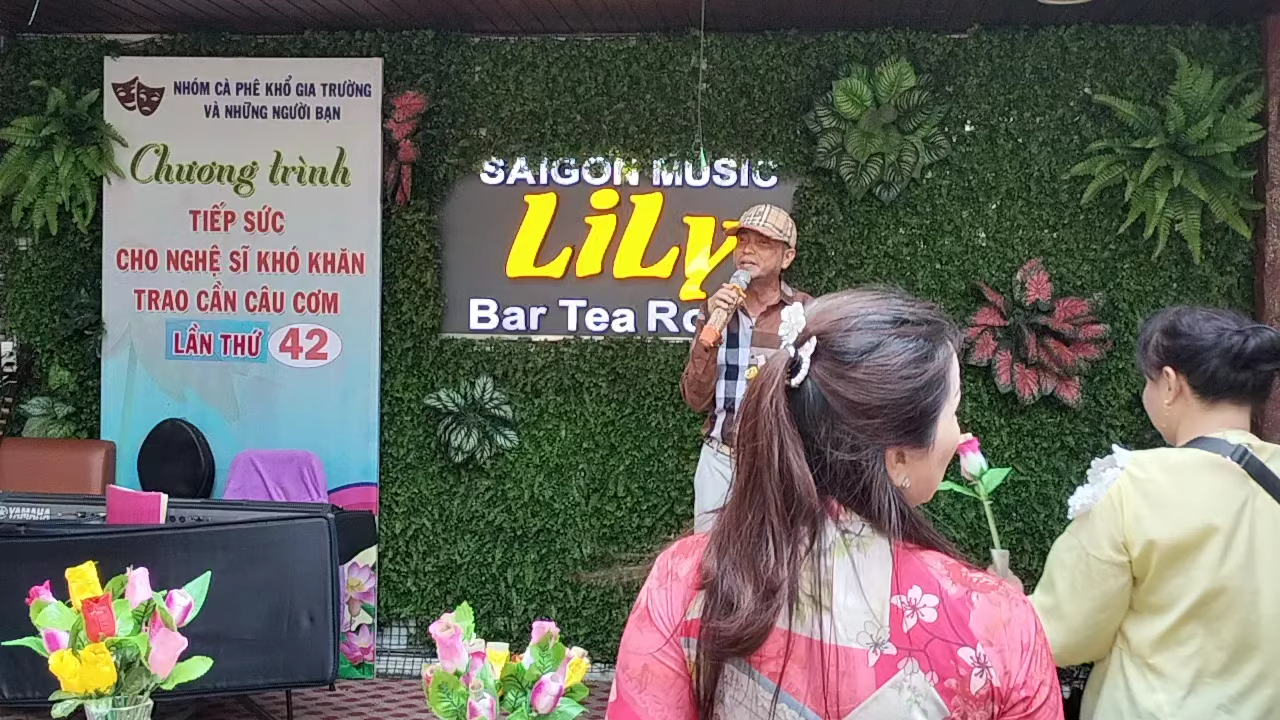 NHÓM CÀ PHÊ KHỔ GIA TRƯỜNG
VÀ NHỮNG NGƯỜI BẠN
Chương trình
TIẾP SỨC
CHO NGHỆ SĨ KHÓ KHĂN
TRAO CẦN CÂU CƠM
LẦN THỨ 42
SAIGON MUSIC
LiLy
Bar Tea
YAMAHA